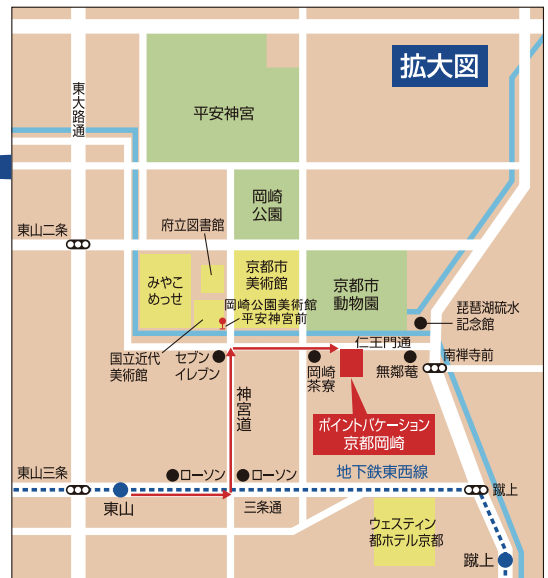 拡大図
東大路通
平安神宮
岡崎
公園
府立図書館
東山二条
みやこ
めっせ
京都市
美術館
京都市
動物園
岡崎公園美術館
平安神宮前
琵琶湖疏水
記念館
国立近代
美術館
セブン
イレブン
仁王門通
南禅寺前
岡崎
茶寮
無鄰菴
神宮道
ポイントバケーション
京都岡崎
東山三条
ローソン
ローソン
地下鉄東西線
東山
三条通
蹴上
ウェスティン
都ホテル京都
蹴上